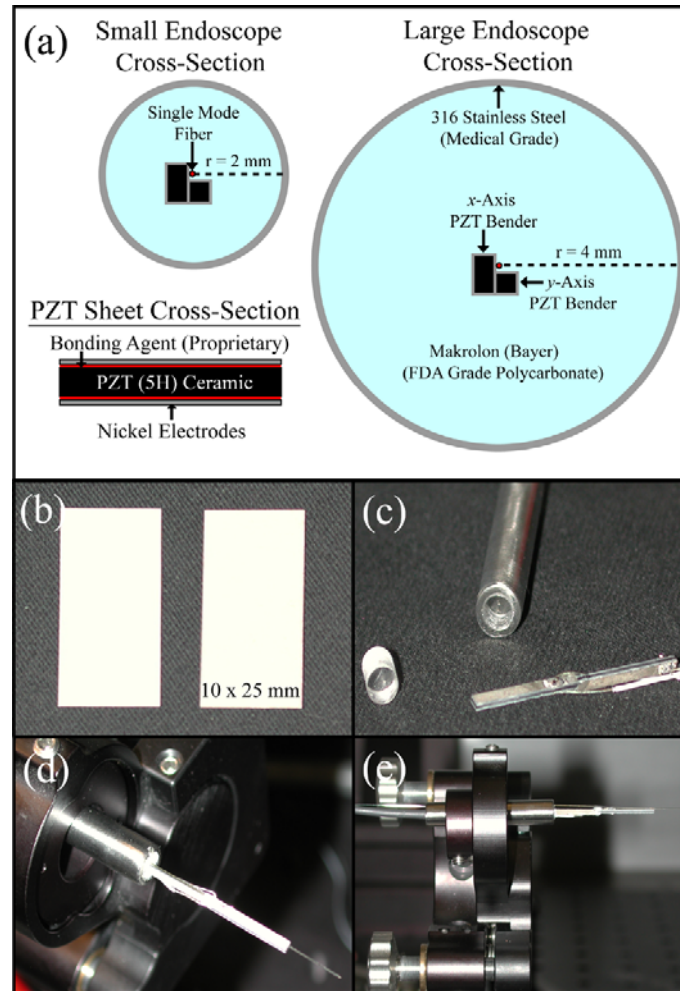 (a)
Small Endoscope
Cross-Section
Single Mode
Fiber
r = 2 mm
Large Endoscope
Cross-Section
316 Stainless Steel
(Medical Grade)
x-Axis
PZT Bender
r = 4 mm
y-Axis
PZT Bender
Makrolon (Bayer)
(FDA Grade Polycarbonate)
PZT Sheet Cross-Section
Bonding Agent (Proprietary)
PZT (5H) Ceramic
Nickel Electrodes
(b)
10 x 25 mm
(c)
(d)
(e)